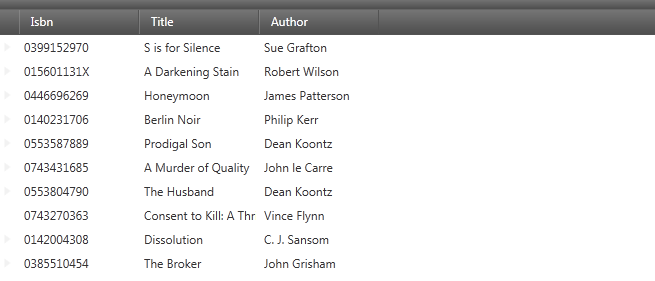 Isbn Title Author
0399152970 S is for Silence Sue Grafton
015601131X A Darkening Stain Robert Wilson
0446696269 Honeymoon James Patterson
0140231706 Berlin Noir Philip Kerr
0553587889 Prodigal Son Dean Koontz
0743431685 A Murder of Quality John le Carre
0553804790 The Husband Dean Koontz
0743270363 Consent to Kill: A Thr Vince Flynn
0142004308 Dissolution C. J. Sansom
0385510454 The Broker John Grisham